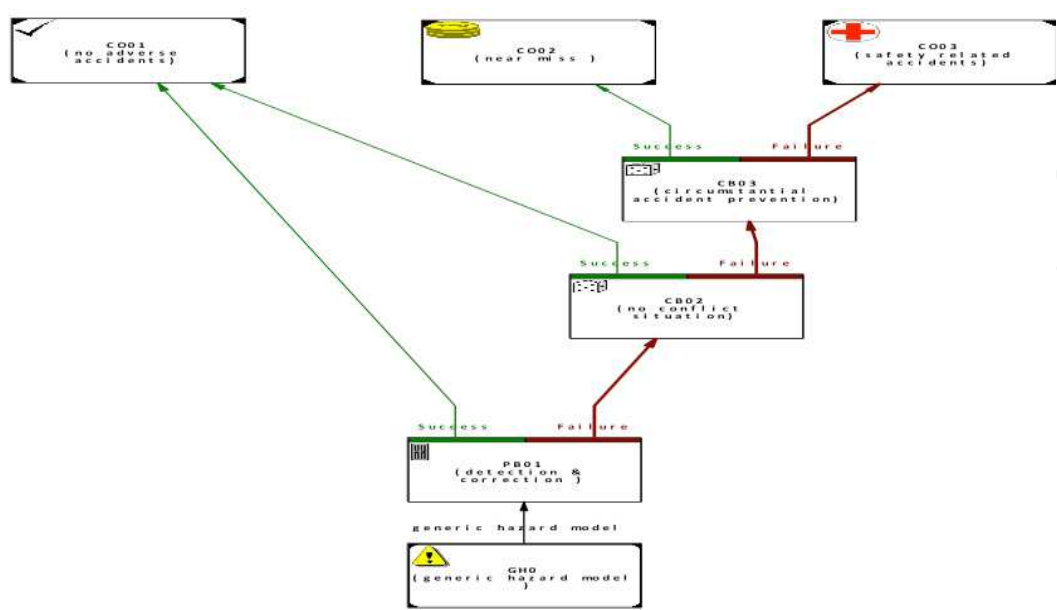 CO01
(no adverse
accidents)
CO02
(near miss )
CO03
(safety related
accidents)
Success
Failure
CB03
(circumstantial
accident prevention)
Success
Failure
CB02
(no conflict
situation)
Success
Failure
PB01
(detection &
correction )
generic hazard model
GH0
(generic hazard model
)